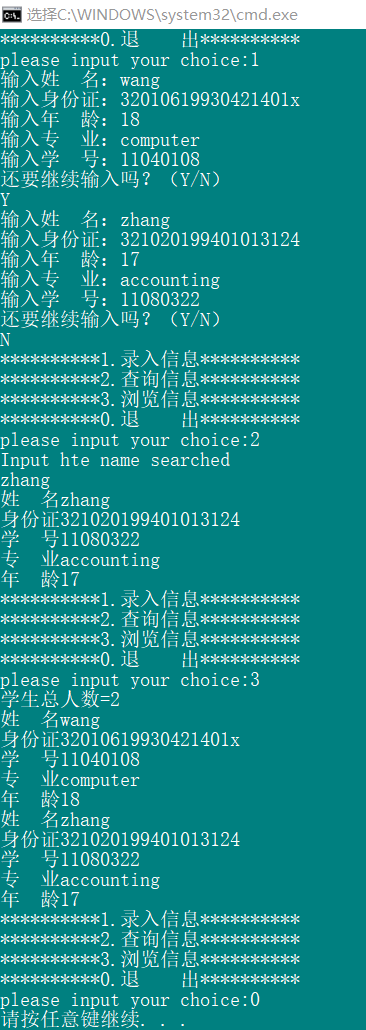 选择C:\WINDOWS\system32\cmd.exe
**********0.退　　出**********
please input your choice:1
输入姓　名：wang
输入身份证：32010619930421401x
输入年　龄：18
输入专　业：computer
输入学　号：11040108
还要继续输入吗？（Y/N）
Y
输入姓　名：zhang
输入身份证：321020199401013124
输入年　龄：17
输入专　业：accounting
输入学　号：11080322
还要继续输入吗？（Y/N）
N
**********1.录入信息**********
**********2.查询信息**********
**********3.浏览信息**********
**********0.退　　出**********
please input your choice:2
Input hte name searched
zhang
姓　名zhang
身份证321020199401013124
学　号11080322
专　业accounting
年　龄17
**********1.录入信息**********
**********2.查询信息**********
**********3.浏览信息**********
**********0.退　　出**********
please input your choice:3
学生总人数=2
姓　名wang
身份证32010619930421401x
学　号11040108
专　业computer
年　龄18
姓　名zhang
身份证321020199401013124
学　号11080322
专　业accounting
年　龄17
**********1.录入信息**********
**********2.查询信息**********
**********3.浏览信息**********
**********0.退　　出**********
please input your choice:0
请按任意键继续. . .